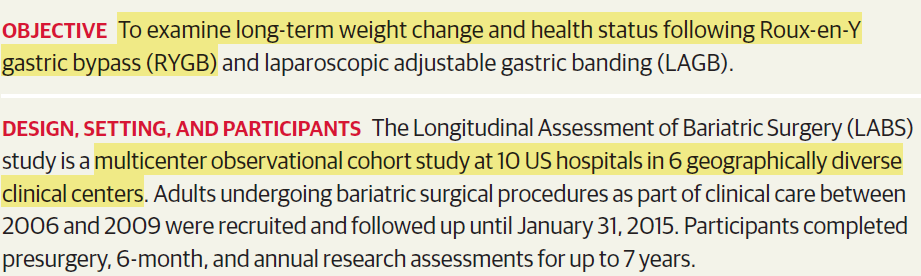 OBJECTIVE To examine long-term weight change and health status following Roux-en-Y
gastric bypass (RYGB) and laparoscopic adjustable gastric banding (LAGB).
DESIGN, SETTING, AND PARTICIPANTS The Longitudinal Assessment of Bariatric Surgery (LABS)
study is a multicenter observational cohort study at 10 US hospitals in 6 geographically diverse
clinical centers. Adults undergoing bariatric surgical procedures as part of clinical care between
2006 and 2009 were recruited and followed up until January 31, 2015. Participants completed
presurgery, 6-month, and annual research assessments for up to 7 years.